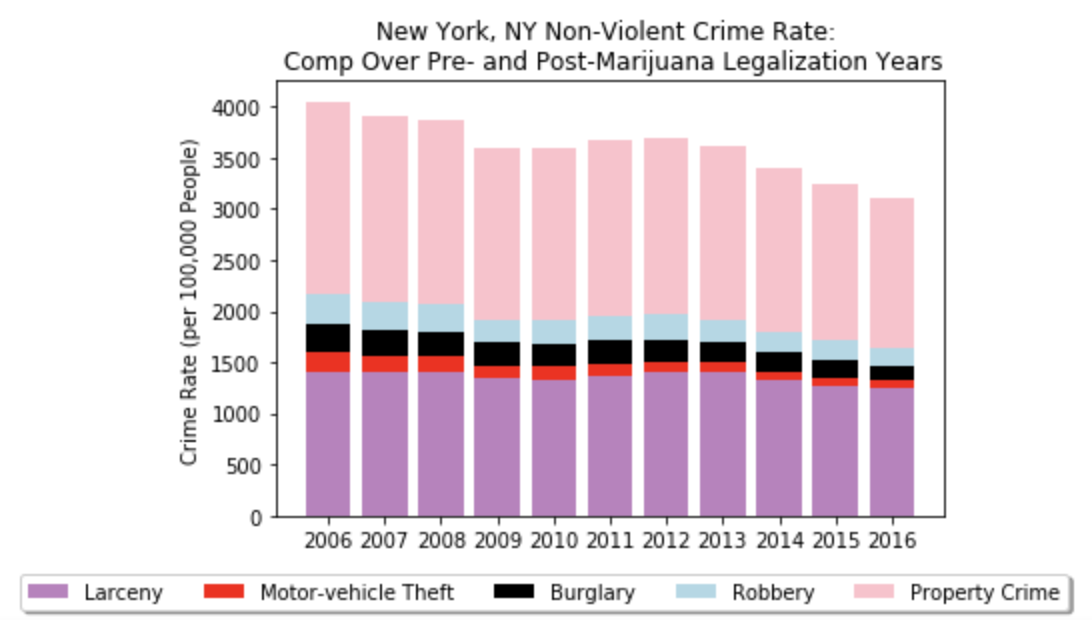 New York, NY Non-Violent Crime Rate:
Comp Over Pre- and Post-Marijuana Legalization Years
Crime Rate (per 100,000 People)
4000
3500
3000
2500
2000
1500
1000
500
0
2006 2007 2008 2009 2010 2011 2012 2013 2014 2015 2016
Larceny Motor-vehicle Theft Burglary Robbery Property Crime